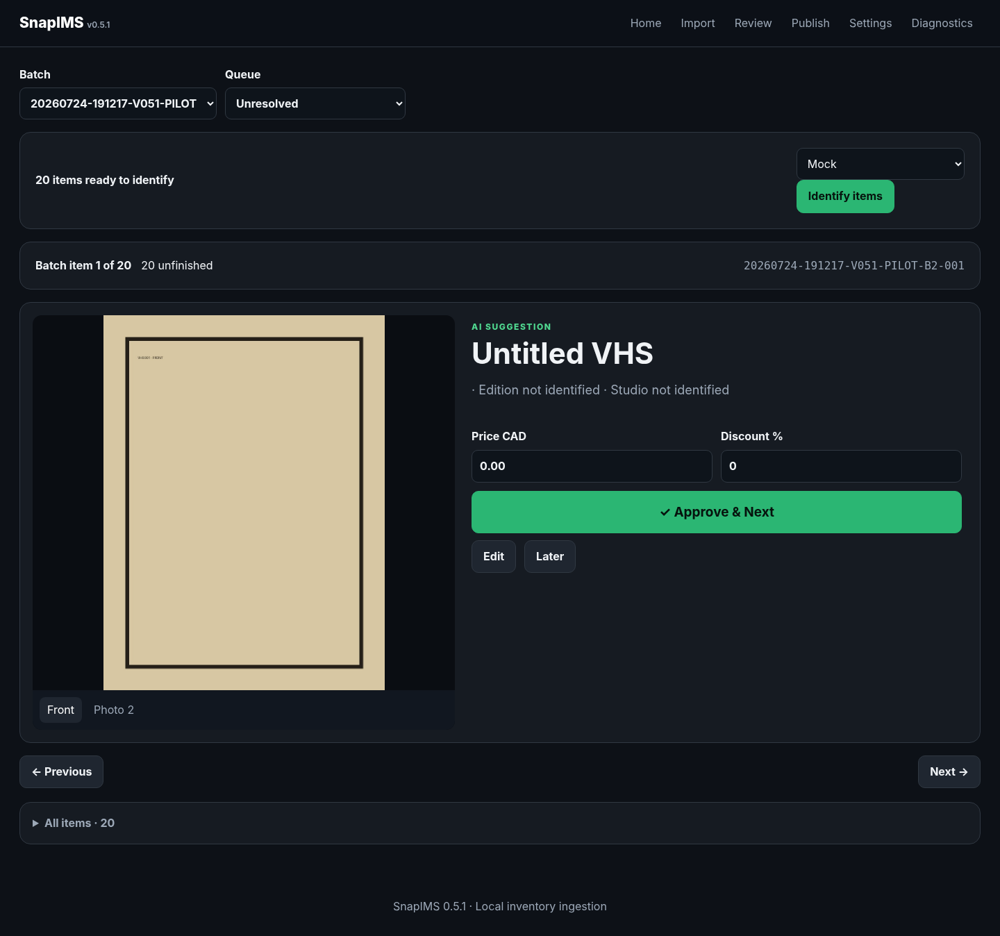 SnapIMS v0.5.1
Home Import Review Publish Settings Diagnostics
Batch Queue
20260724-191217-V051-PILOT Unresolved
20 items ready to identify
Mock
Identify items
Batch item 1 of 20 20 unfinished 20260724-191217-V051-PILOT-B2-001
VHS001 · FRONT
AI SUGGESTION
Untitled VHS
· Edition not identified · Studio not identified
Price CAD Discount %
0.00 0
✓ Approve & Next
Edit Later
Front Photo 2
← Previous Next →
▶ All items · 20
SnapIMS 0.5.1 · Local inventory ingestion